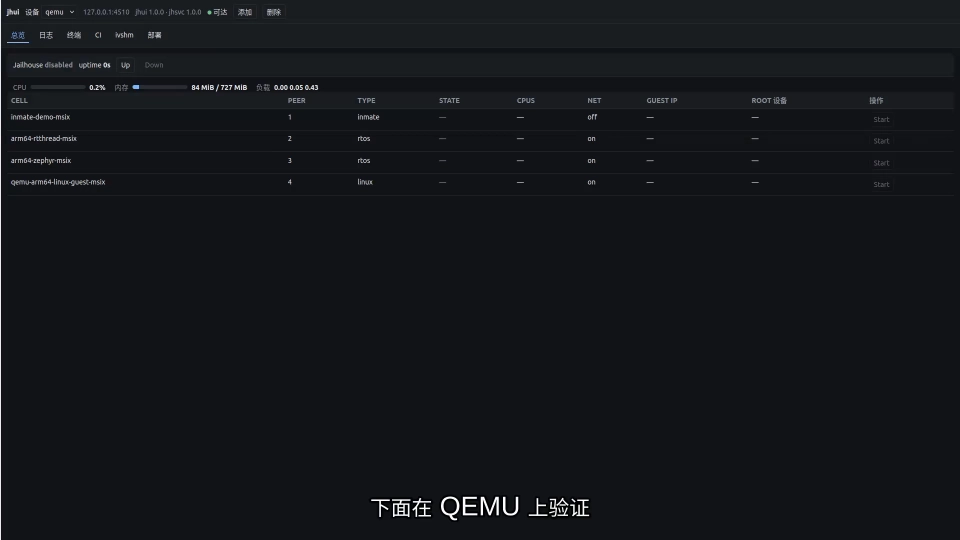 jhui 设备 qemu 127.0.0.1:4510 jhui 1.0.0 · jhsvc 1.0.0 ● 可达 添加 删除
总览 日志 终端 CI ivshm 部署
Jailhouse disabled uptime 0s Up Down
CPU 0.2% 内存 84 MiB / 727 MiB 负载 0.00 0.05 0.43
CELL PEER TYPE STATE CPUS NET GUEST IP ROOT 设备 操作
inmate-demo-msix 1 inmate — — off — — Start
arm64-rtthread-msix 2 rtos — — on — — Start
arm64-zephyr-msix 3 rtos — — on — — Start
qemu-arm64-linux-guest-msix 4 linux — — on — — Start
下面在 QEMU 上验证